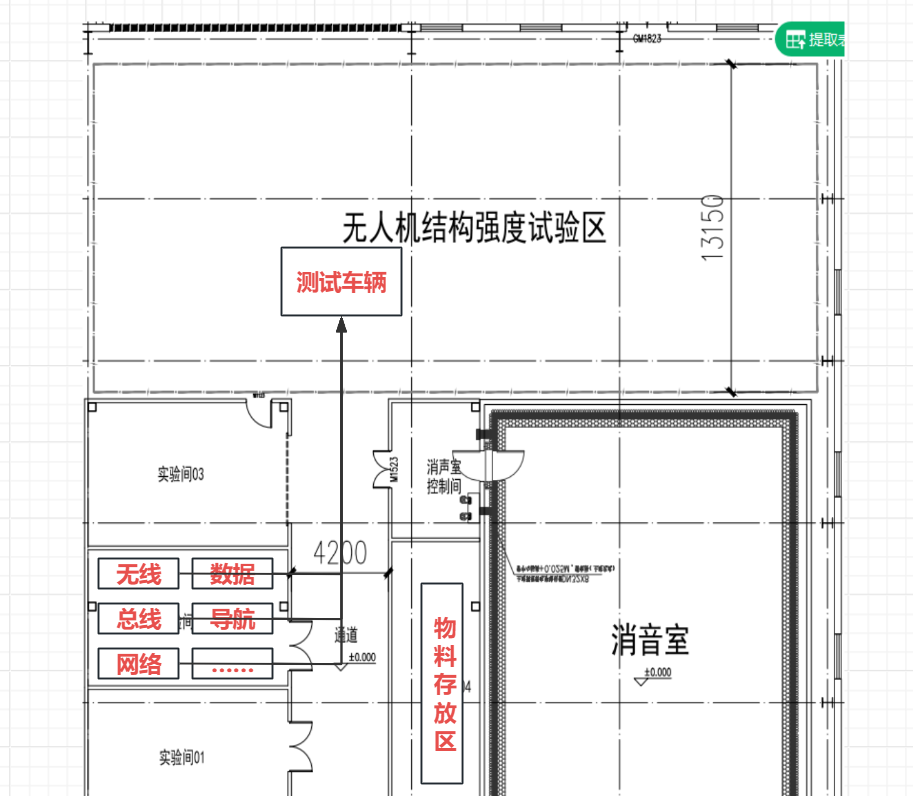 GM1823
提取表
无人机结构强度试验区
13150
测试车辆
实验间03
M1523
消声室
控制间
4200
无线
数据
总线
间
导航
通道
±0.000
网络
……
物料存放区
04
消音室
±0.000
实验间01